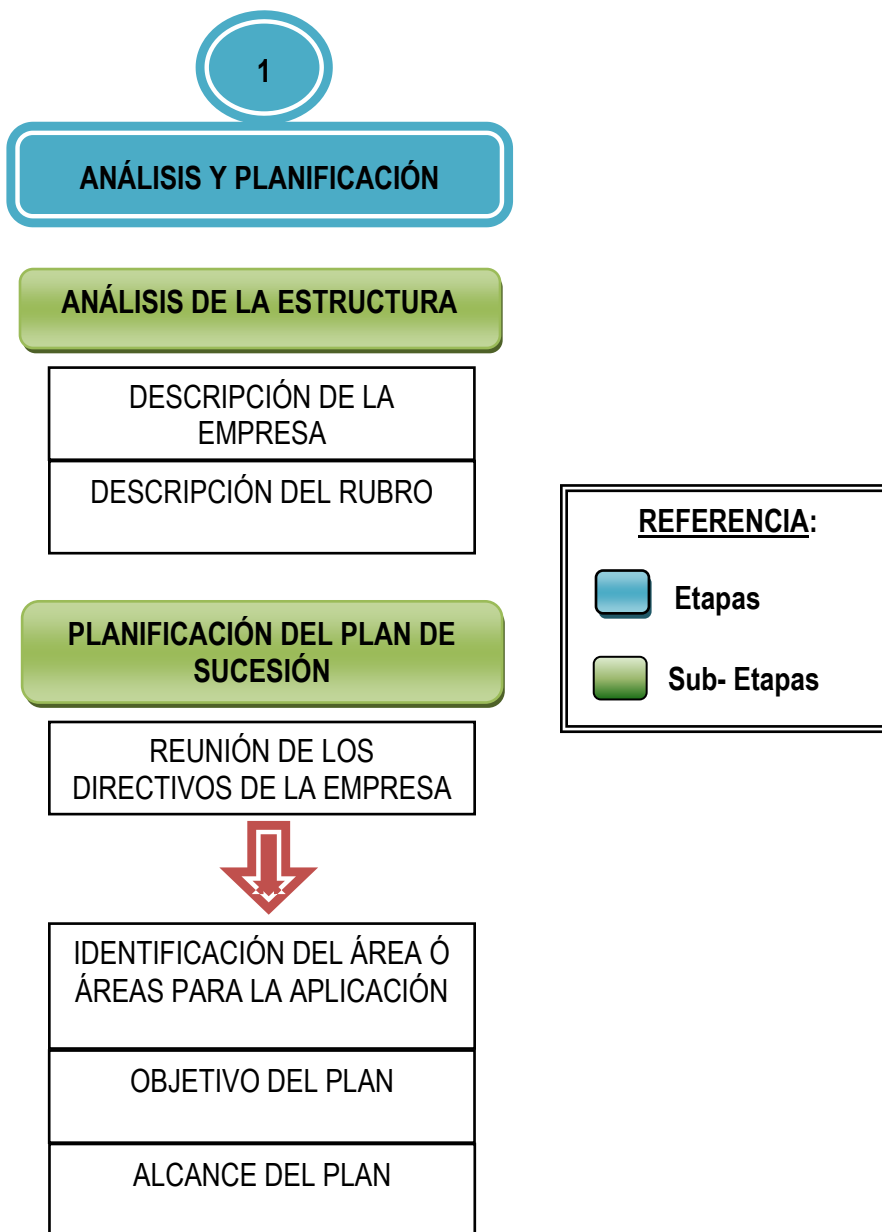 1
ANÁLISIS Y PLANIFICACIÓN
ANÁLISIS DE LA ESTRUCTURA
DESCRIPCIÓN DE LA
EMPRESA
DESCRIPCIÓN DEL RUBRO
PLANIFICACIÓN DEL PLAN DE
SUCESIÓN
REUNIÓN DE LOS
DIRECTIVOS DE LA EMPRESA
IDENTIFICACIÓN DEL ÁREA Ó
ÁREAS PARA LA APLICACIÓN
OBJETIVO DEL PLAN
ALCANCE DEL PLAN
REFERENCIA:
Etapas
Sub- Etapas